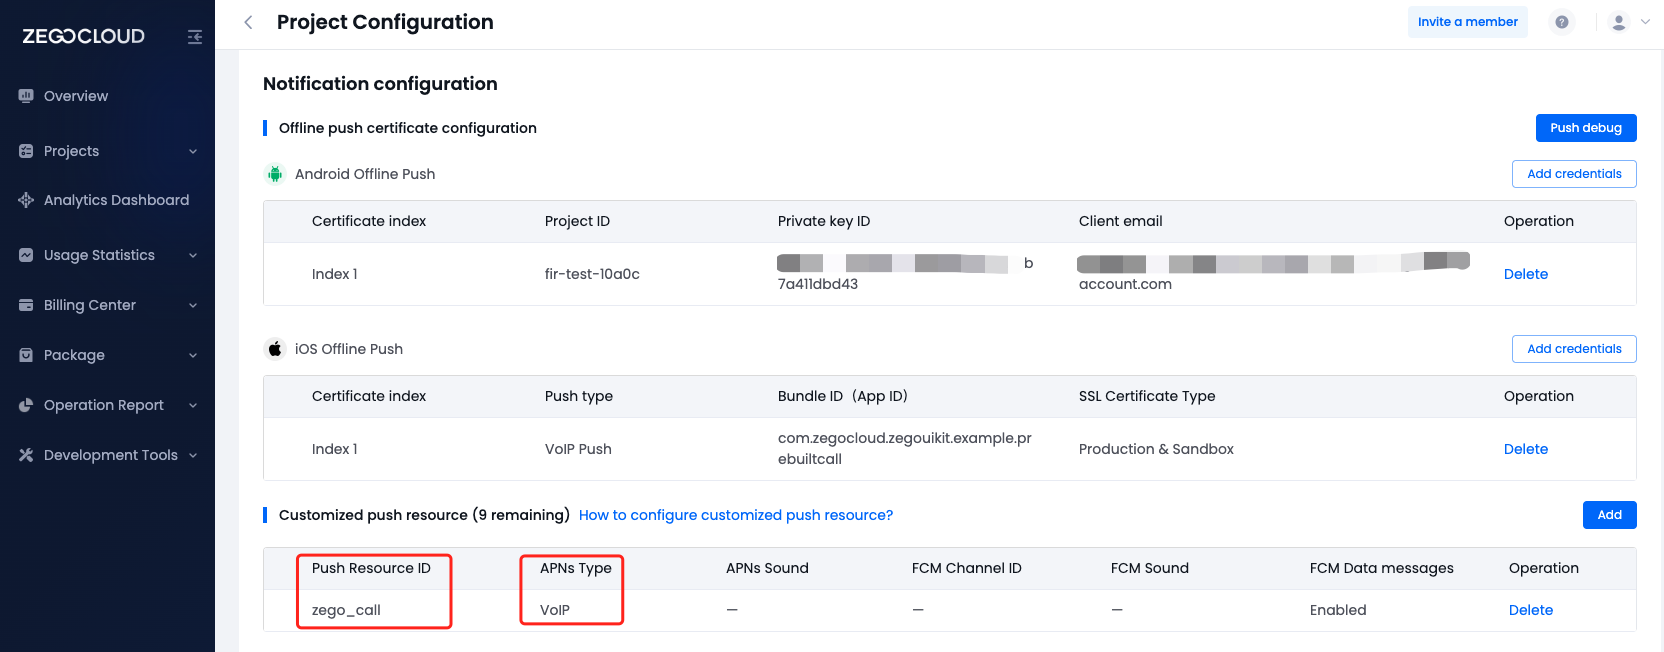 ZEGOCLOUD
Project Configuration
Invite a member
?
Overview
Projects
Analytics Dashboard
Usage Statistics
Billing Center
Package
Operation Report
Development Tools
Notification configuration
Offline push certificate configuration
Push debug
Android Offline Push
Add credentials
Certificate index Project ID Private key ID Client email Operation
Index 1 fir-test-10a0c b Delete
7a411dbd43 account.com
iOS Offline Push
Add credentials
Certificate index Push type Bundle ID (App ID) SSL Certificate Type Operation
Index 1 VoIP Push com.zegocloud.zegouikit.example.pr Production & Sandbox Delete
ebuiltcall
Customized push resource (9 remaining) How to configure customized push resource?
Add
Push Resource ID APNs Type APNs Sound FCM Channel ID FCM Sound FCM Data messages Operation
zego_call VoIP — — — Enabled Delete